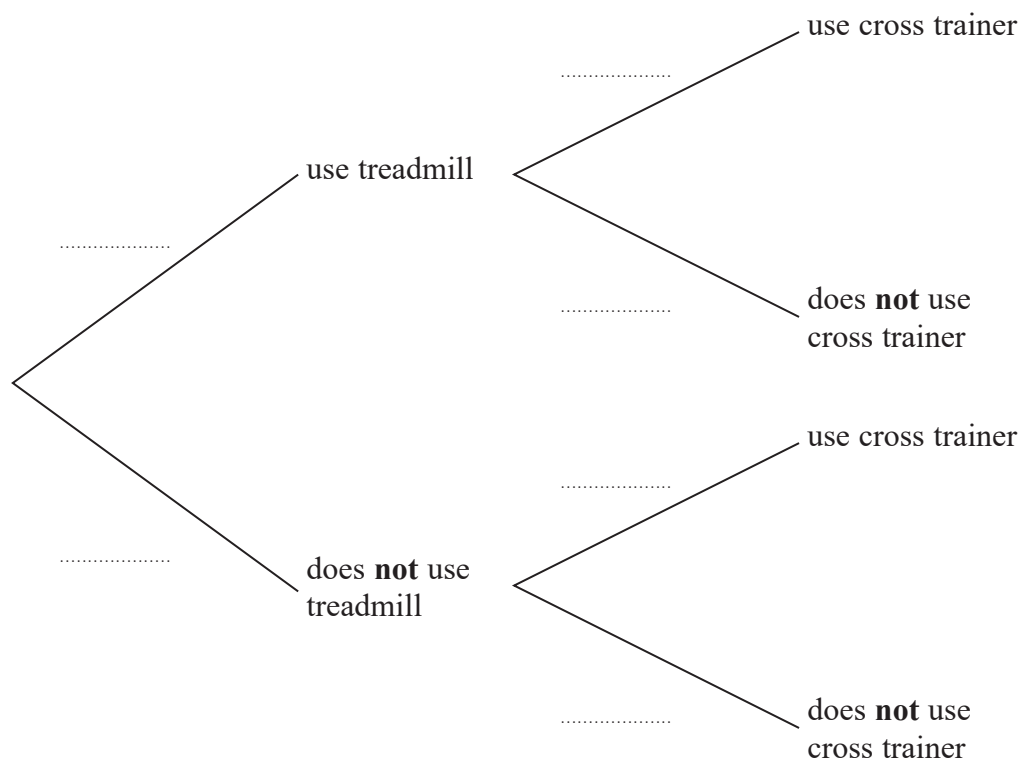 use cross trainer
....................
use treadmill
....................
does not use
cross trainer
....................
use cross trainer
....................
....................
does not use
treadmill
does not use
cross trainer
....................